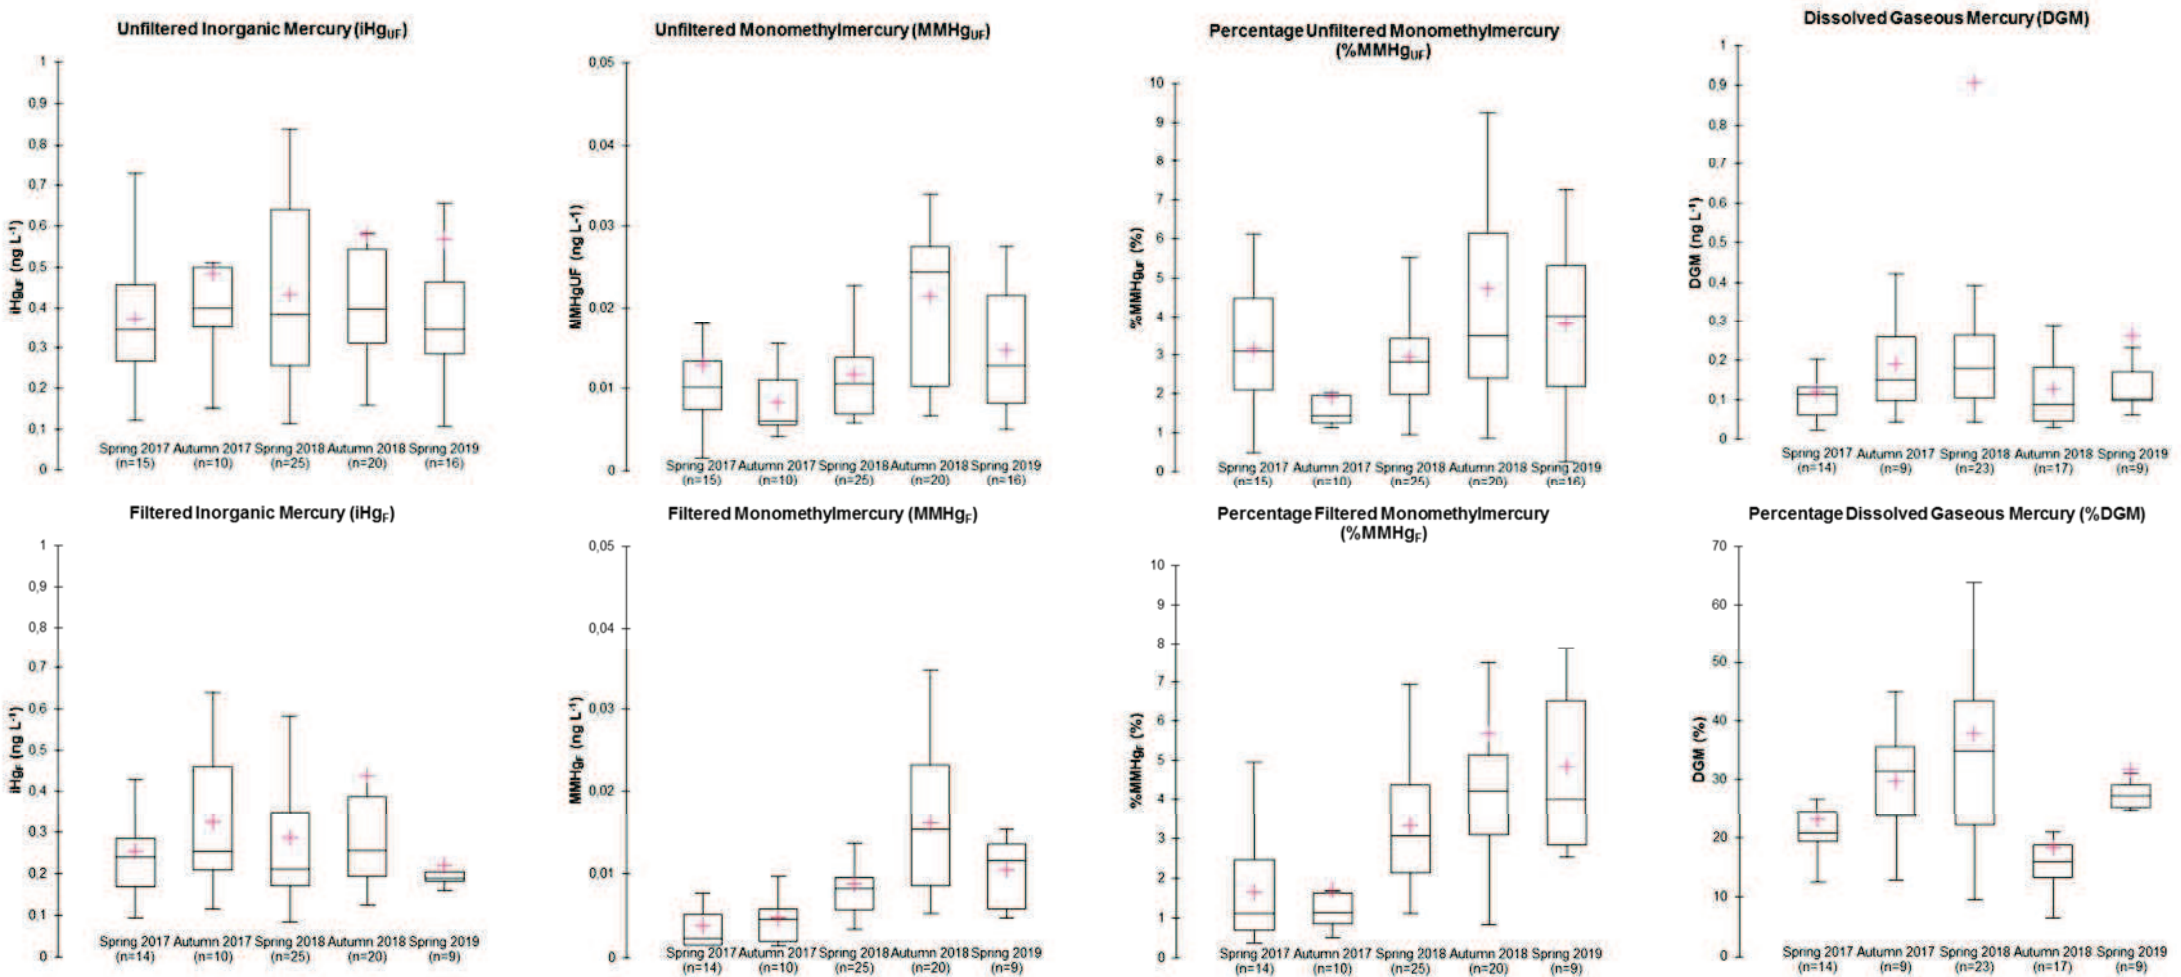 Unfiltered Inorganic Mercury (iHgUF)
1
0,9
0,8
0,7
0,6
0,5
0,4
0,3
0,2
0,1
0
iHgUF (ng L-1)
Spring 2017 Autumn 2017 Spring 2018 Autumn 2018 Spring 2019
(n=15) (n=10) (n=25) (n=20) (n=16)
Unfiltered Monomethylmercury (MMHgUF)
0,05
0,04
0,03
0,02
0,01
0
MMHgUF (ng L-1)
Spring 2017 Autumn 2017 Spring 2018 Autumn 2018 Spring 2019
(n=15) (n=10) (n=25) (n=20) (n=16)
Percentage Unfiltered Monomethylmercury
(%MMHgUF)
10
9
8
7
6
5
4
3
2
1
0
%MMHgUF (%)
Spring 2017 Autumn 2017 Spring 2018 Autumn 2018 Spring 2019
(n=15) (n=10) (n=25) (n=20) (n=16)
Dissolved Gaseous Mercury (DGM)
1
0,9
0,8
0,7
0,6
0,5
0,4
0,3
0,2
0,1
0
DGM (ng L-1)
Spring 2017 Autumn 2017 Spring 2018 Autumn 2018 Spring 2019
(n=14) (n=9) (n=23) (n=17) (n=9)
Filtered Inorganic Mercury (iHgF)
1
0,9
0,8
0,7
0,6
0,5
0,4
0,3
0,2
0,1
0
iHgF (ng L-1)
Spring 2017 Autumn 2017 Spring 2018 Autumn 2018 Spring 2019
(n=14) (n=10) (n=25) (n=20) (n=9)
Filtered Monomethylmercury (MMHgF)
0,05
0,04
0,03
0,02
0,01
0
MMHgF (ng L-1)
Spring 2017 Autumn 2017 Spring 2018 Autumn 2018 Spring 2019
(n=14) (n=10) (n=25) (n=20) (n=9)
Percentage Filtered Monomethylmercury
(%MMHgF)
10
9
8
7
6
5
4
3
2
1
0
%MMHgF (%)
Spring 2017 Autumn 2017 Spring 2018 Autumn 2018 Spring 2019
(n=14) (n=10) (n=25) (n=20) (n=9)
Percentage Dissolved Gaseous Mercury (%DGM)
70
60
50
40
30
20
10
0
DGM (%)
Spring 2017 Autumn 2017 Spring 2018 Autumn 2018 Spring 2019
(n=14) (n=9) (n=23) (n=17) (n=9)